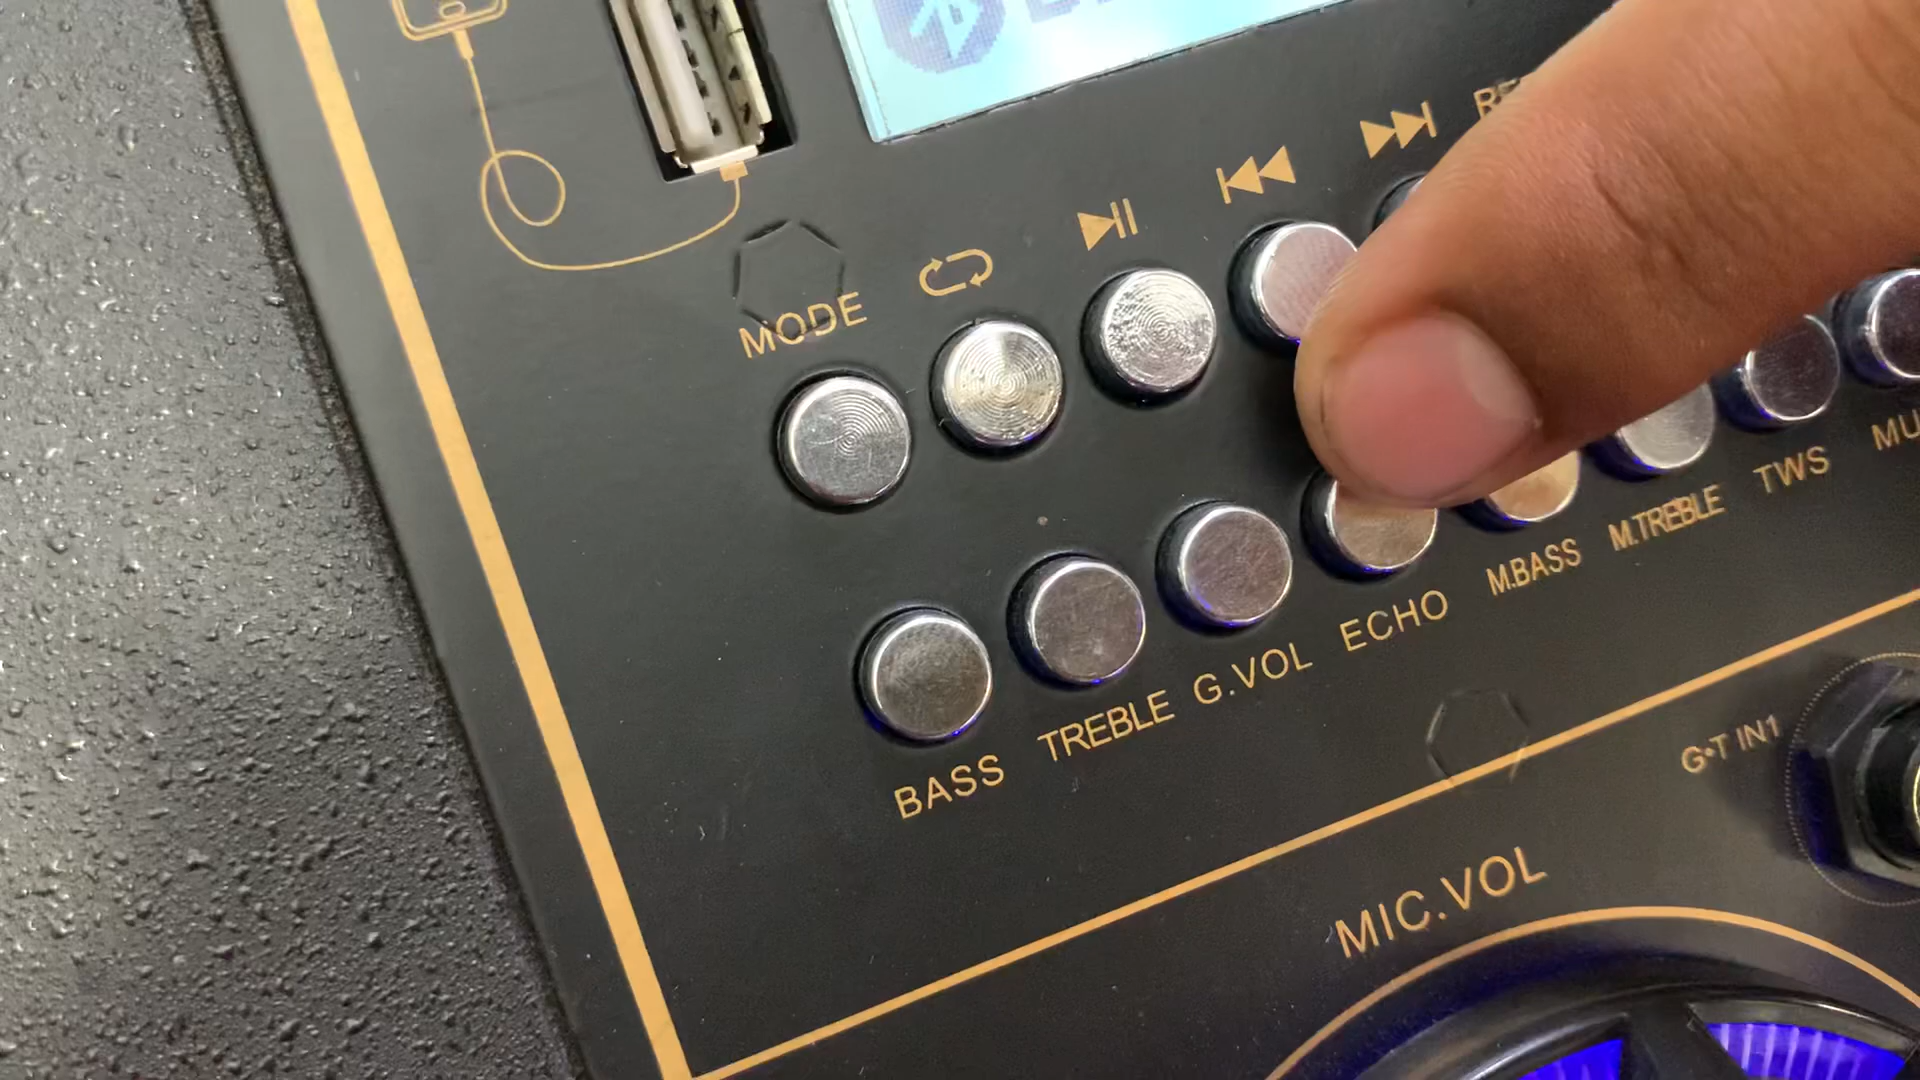 MODE
BASS TREBLE G.VOL ECHO M.BASS M.TREBLE TWS
G•T IN1
MIC.VOL